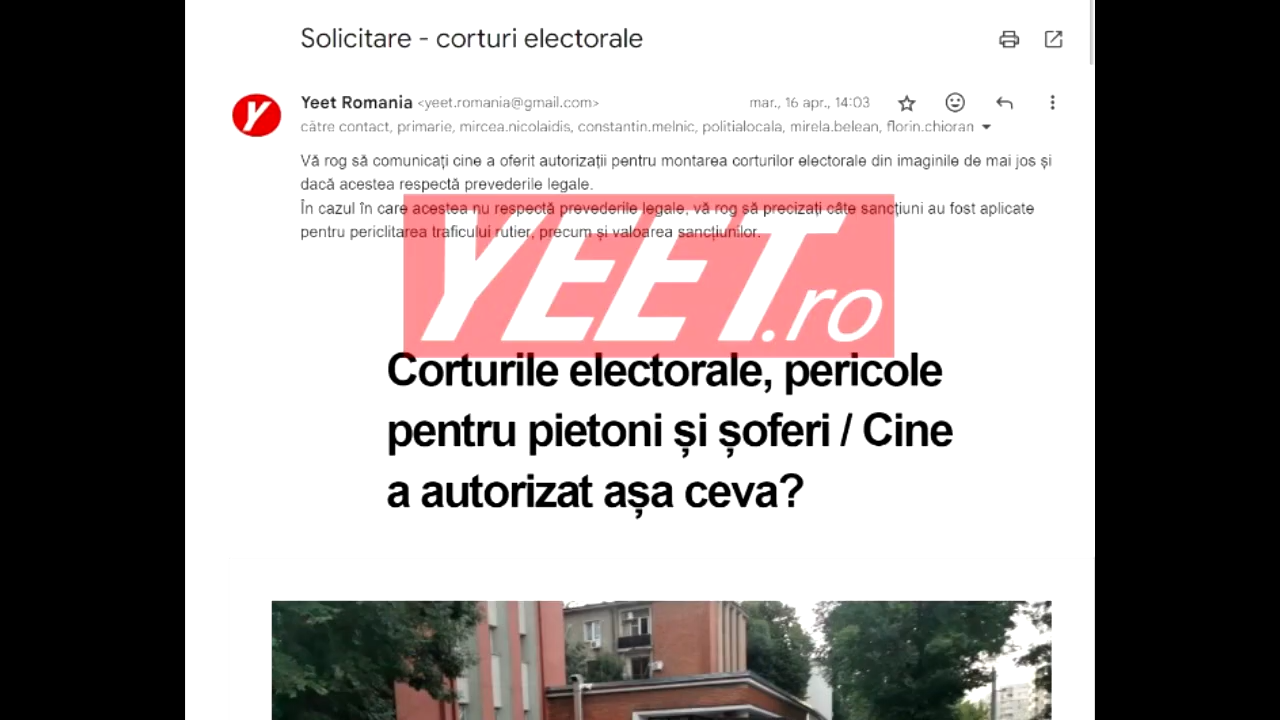 Solicitare - corturi electorale
Yeet Romania <yeet.romania@gmail.com>
mar., 16 apr., 14:03
către contact, primarie, mircea.nicolaidis, constantin.melnic, politialocala, mirela.belean, florin.chioran
Vă rog să comunicați cine a oferit autorizații pentru montarea corturilor electorale din imaginile de mai jos și
dacă acestea respectă prevederile legale.
În cazul în care acestea nu respectă prevederile legale, vă rog să precizați câte sancțiuni au fost aplicate
pentru periclitarea traficului rutier, precum și valoarea sancțiunilor.
YEET.ro
Corturile electorale, pericole
pentru pietoni și șoferi / Cine
a autorizat așa ceva?